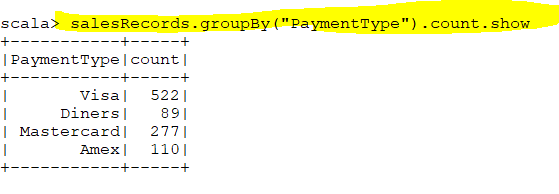 scala> salesRecords.groupBy("PaymentType").count.show
+-----------+-----+
|PaymentType|count|
+-----------+-----+
|       Visa|  522|
|     Diners|   89|
| Mastercard|  277|
|       Amex|  110|
+-----------+-----+